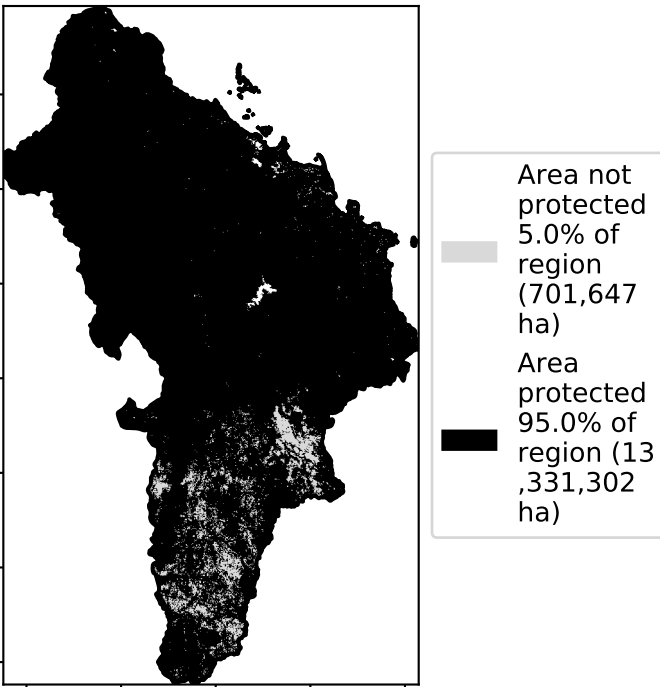 Area not
protected
5.0% of
region
(701,647
ha)
Area
protected
95.0% of
region (13
,331,302
ha)